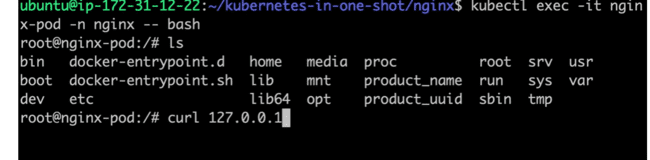 ubuntu@ip-172-31-12-22:~/kubernetes-in-one-shot/nginx$ kubectl exec -it ngin
x-pod -n nginx -- bash
root@nginx-pod:/# ls
bin   docker-entrypoint.d   home   media  proc          root  srv  usr
boot  docker-entrypoint.sh  lib    mnt    product_name  run   sys  var
dev   etc                   lib64  opt    product_uuid  sbin  tmp
root@nginx-pod:/# curl 127.0.0.1